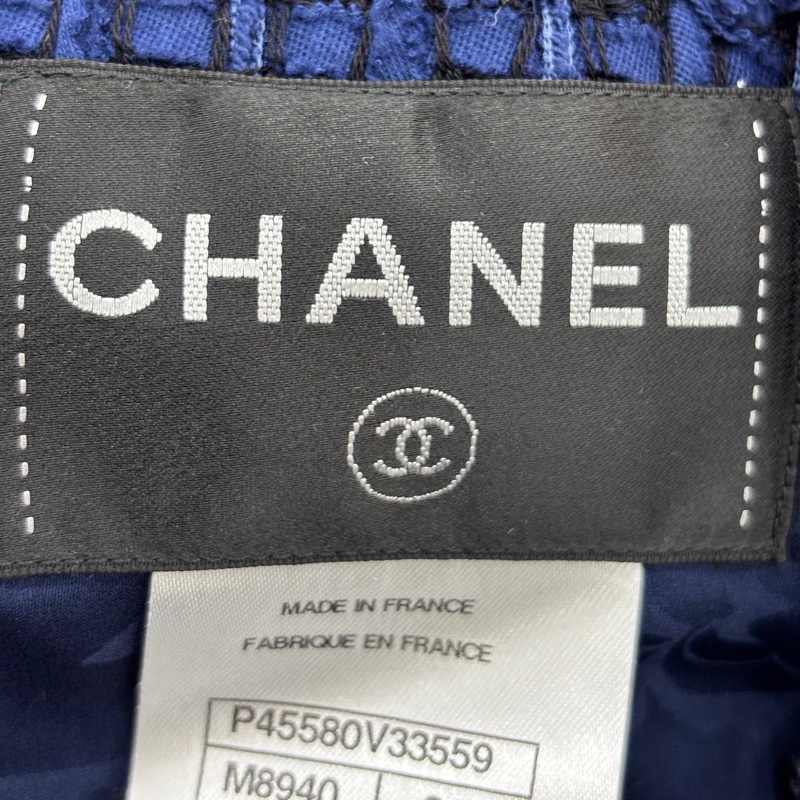 CHANEL
MADE IN FRANCE
FABRIQUE EN FRANCE
P45580V33559
M8940